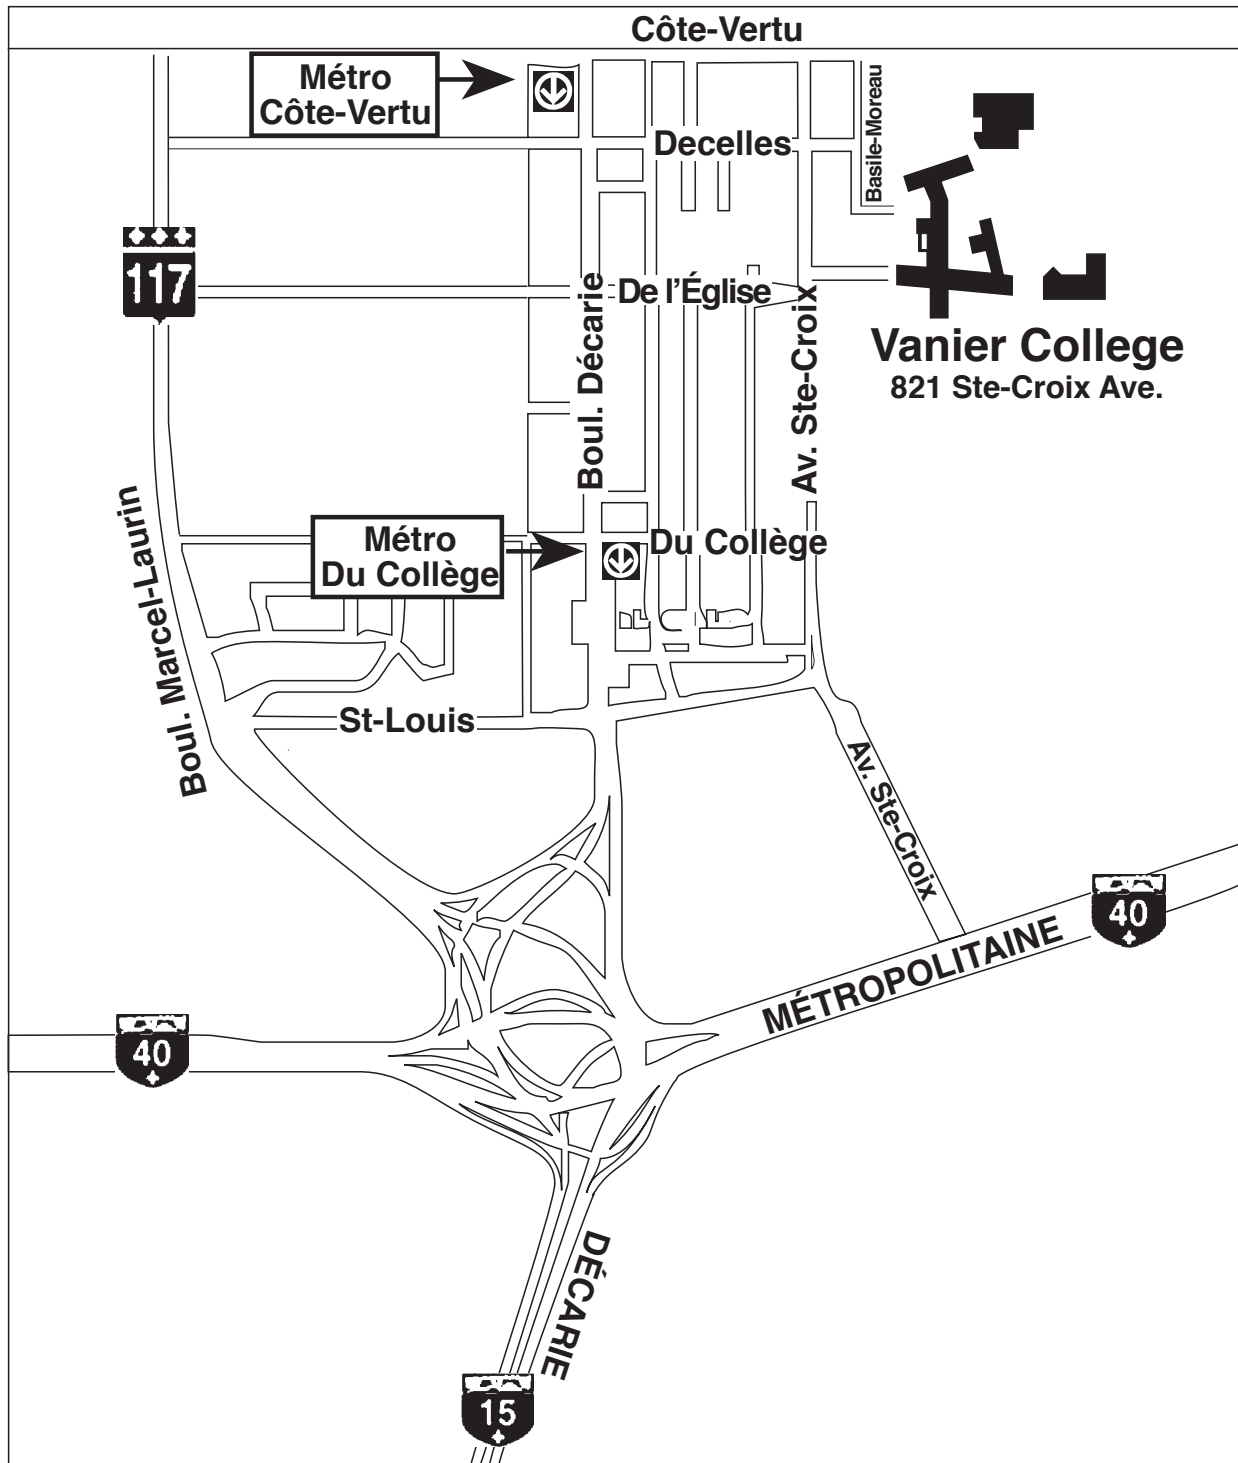 Côte-Vertu
Métro
Côte-Vertu
Basile-Moreau
Decelles
117
De l'Église
Boul. Décarie
Av. Ste-Croix
Vanier College
821 Ste-Croix Ave.
Boul. Marcel-Laurin
Métro
Du Collège
Du Collège
St-Louis
Av. Ste-Croix
40
MÉTROPOLITAINE
40
DÉCARIE
15